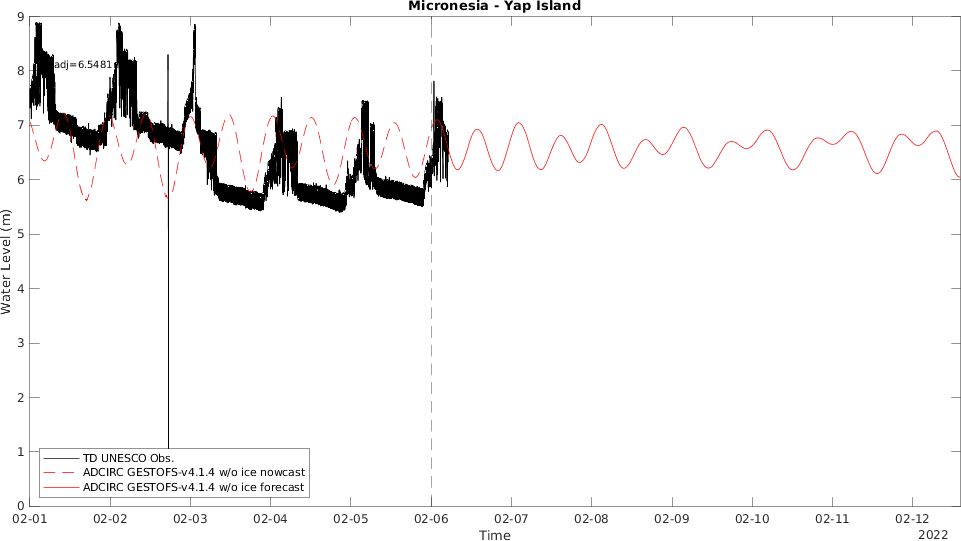 Micronesia - Yap Island
9
8
7
6
5
4
3
2
1
0
Water Level (m)
adj=6.5481
TD UNESCO Obs.
ADCIRC GESTOFS-v4.1.4 w/o ice nowcast
ADCIRC GESTOFS-v4.1.4 w/o ice forecast
02-01 02-02 02-03 02-04 02-05 02-06 02-07 02-08 02-09 02-10 02-11 02-12
Time
2022